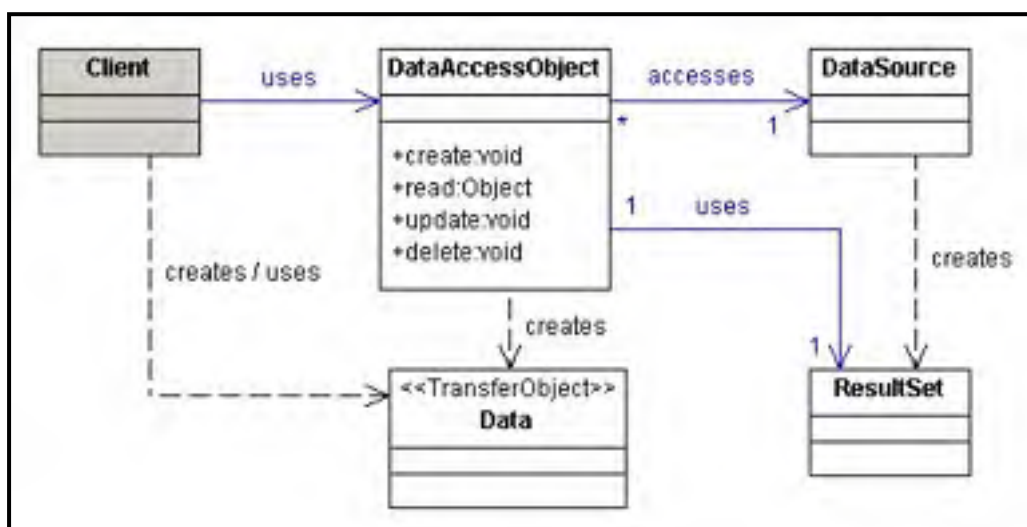 Client
uses
DataAccessObject
accesses
DataSource
*
1
+create:void
+read:Object
+update:void
+delete:void
1
uses
creates / uses
creates
creates
1
<<TransferObject>>
Data
ResultSet